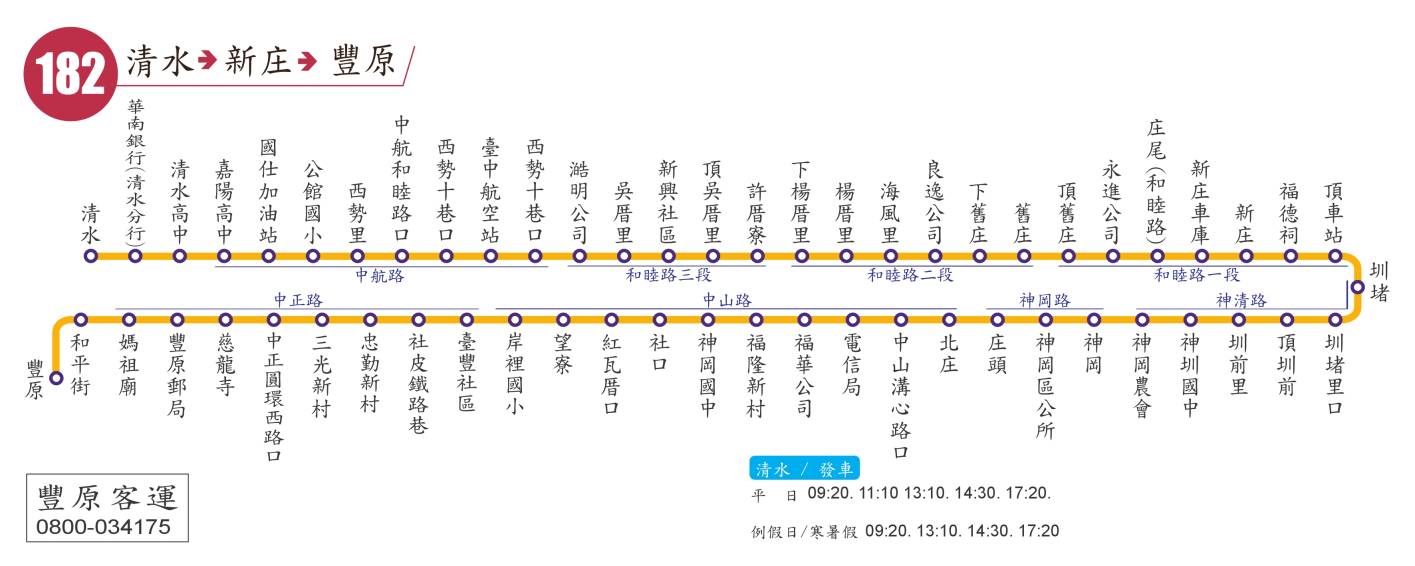 182
清水➔新庄➔豐原
清水
華南銀行(清水分行)
清水高中
嘉陽高中
國仕加油站
公館國小
西勢里
中航和睦路口
西勢十巷口
臺中航空站
西勢十巷口
澔明公司
吳厝里
新興社區
頂吳厝里
許厝寮
下楊厝里
楊厝里
海風里
良逸公司
下舊庄
舊庄
頂舊庄
永進公司
庄尾(和睦路)
新庄車庫
新庄
福德祠
頂車站
圳堵
中航路
和睦路三段
和睦路二段
和睦路一段
中正路
中山路
神岡路
神清路
豐原
和平街
媽祖廟
豐原郵局
慈龍寺
中正圓環西路口
三光新村
忠勤新村
社皮鐵路巷
臺豐社區
岸裡國小
望寮
紅瓦厝口
社口
神岡國中
福隆新村
福華公司
電信局
中山溝心路口
北庄
庄頭
神岡區公所
神岡
神岡農會
神圳國中
圳前里
頂圳前
圳堵里口
清水 / 發車
平 日 09:20. 11:10 13:10. 14:30. 17:20.
例假日/寒暑假 09:20. 13:10. 14:30. 17:20
豐原客運
0800-034175